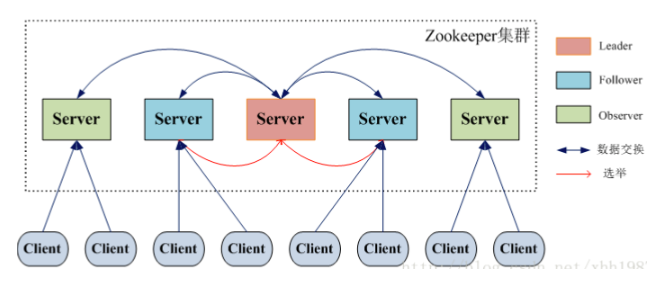 Zookeeper集群
Leader
Follower
Observer
数据交换
选举
Server
Server
Server
Server
Server
Client
Client
Client
Client
Client
Client
Client
Client